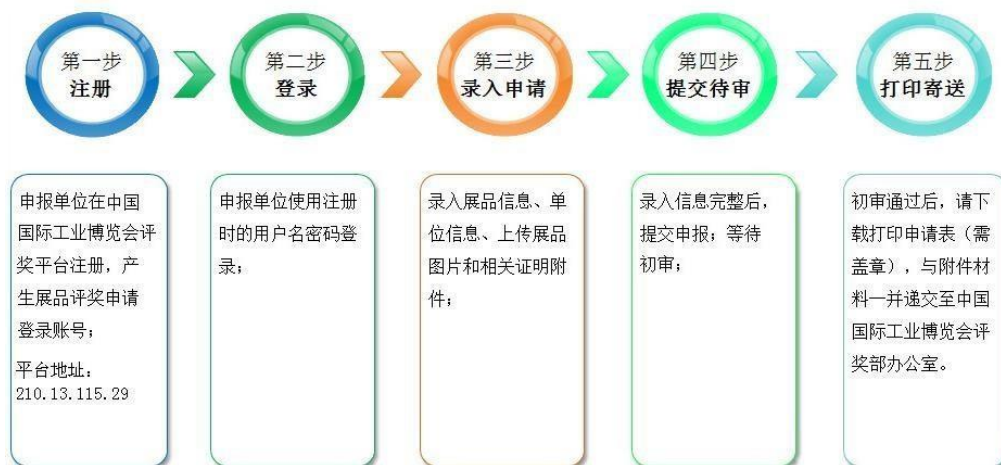 第一步
注册
第二步
登录
第三步
录入申请
第四步
提交待审
第五步
打印寄送
申报单位在中国
国际工业博览会评
奖平台注册，产
生展品评奖申请
登录账号；
平台地址：
210.13.115.29
申报单位使用注册
时的用户名密码登
录；
录入展品信息、单
位信息、上传展品
图片和相关证明附
件；
录入信息完整后，
提交申报；等待
初审；
初审通过后，请下
载打印申请表（需
盖章），与附件材
料一并递交至中国
国际工业博览会评
奖部办公室。